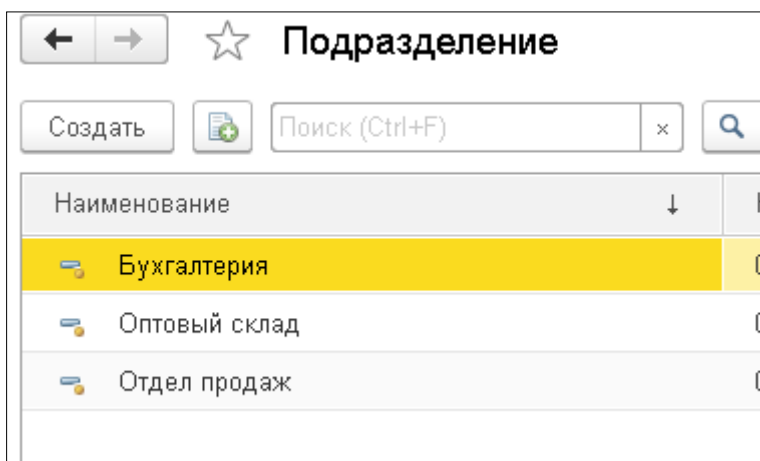 Подразделение
Создать Поиск (Ctrl+F) ×
Наименование ↓
Бухгалтерия
Оптовый склад
Отдел продаж